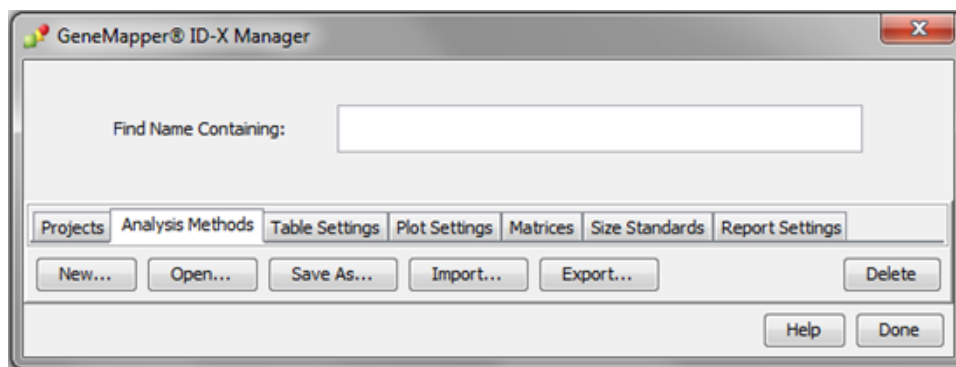 GeneMapper® ID-X Manager
Find Name Containing:
Projects Analysis Methods Table Settings Plot Settings Matrices Size Standards Report Settings
New... Open... Save As... Import... Export... Delete
Help Done